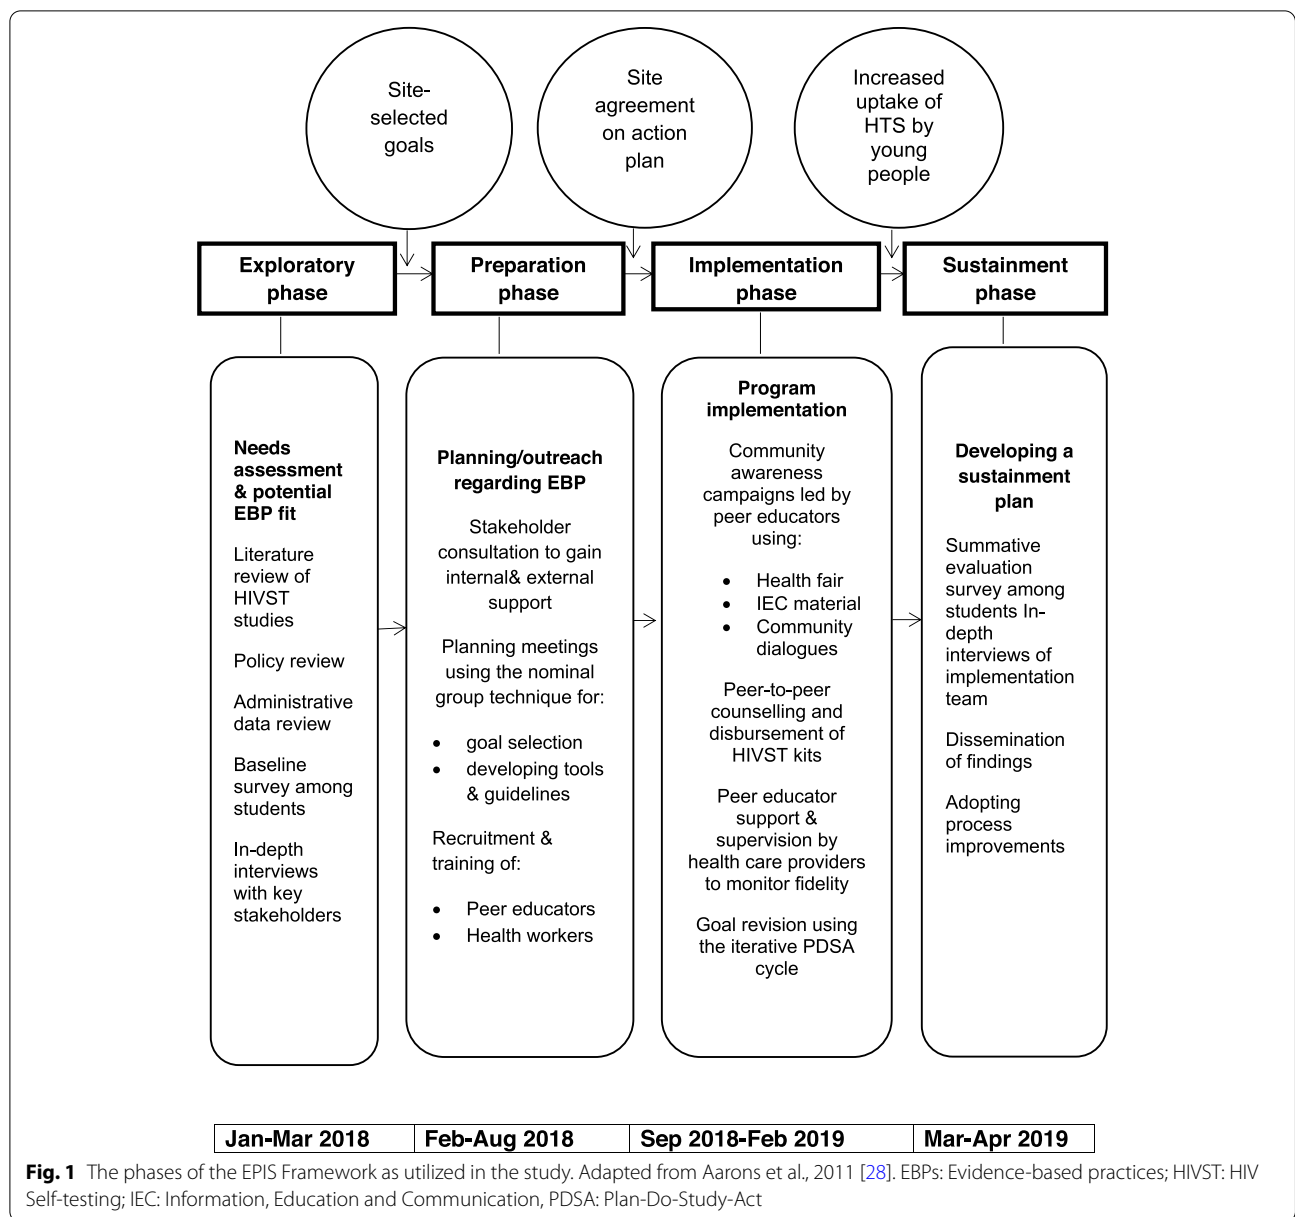 Site-
selected
goals
Site
agreement
on action
plan
Increased
uptake of
HTS by
young
people
Exploratory
phase
Preparation
phase
Implementation
phase
Sustainment
phase
Needs
assessment
& potential
EBP fit
Literature
review of
HIVST
studies
Policy review
Administrative
data review
Baseline
survey among
students
In-depth
interviews
with key
stakeholders
Planning/outreach
regarding EBP
Stakeholder
consultation to gain
internal& external
support
Planning meetings
using the nominal
group technique for:
• goal selection
• developing tools
& guidelines
Recruitment &
training of:
• Peer educators
• Health workers
Program
implementation
Community
awareness
campaigns led by
peer educators
using:
• Health fair
• IEC material
• Community
dialogues
Peer-to-peer
counselling and
disbursement of
HIVST kits
Peer educator
support &
supervision by
health care providers
to monitor fidelity
Goal revision using
the iterative PDSA
cycle
Developing a
sustainment
plan
Summative
evaluation
survey among
students In-
depth
interviews of
implementation
team
Dissemination
of findings
Adopting
process
improvements
Jan-Mar 2018
Feb-Aug 2018
Sep 2018-Feb 2019
Mar-Apr 2019
Fig. 1 The phases of the EPIS Framework as utilized in the study. Adapted from Aarons et al., 2011 [28]. EBPs: Evidence-based practices; HIVST: HIV
Self-testing; IEC: Information, Education and Communication, PDSA: Plan-Do-Study-Act